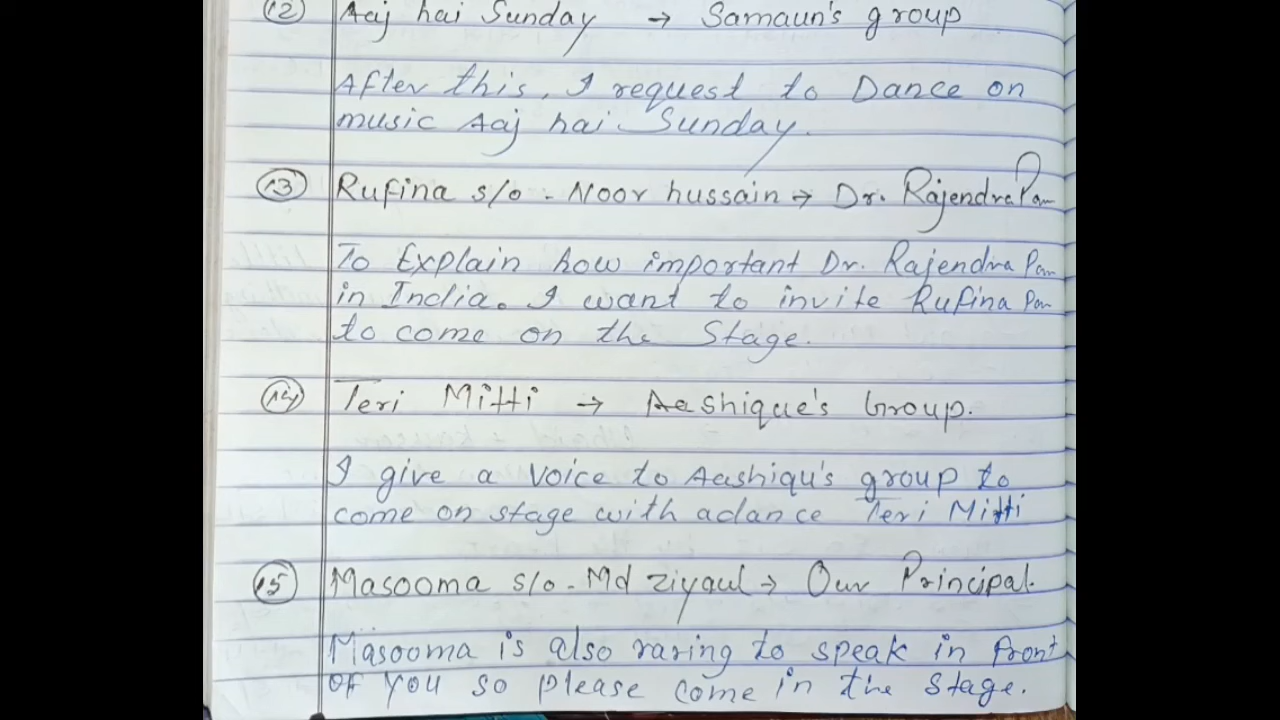 12 Aaj hai Sunday → Samaun's group
After this, I request to Dance on
music Aaj hai Sunday.
13 Rufina s/o - Noor hussain → Dr. Rajendra
To Explain how important Dr. Rajendra
in India. I want to invite Rufina
to come on the Stage.
14 Teri Mitti → Aashique's Group.
I give a voice to Aashiqu's group to
come on stage with adance Teri Mitti
15 Masooma s/o - Md ziyaul → Our Principal.
Masooma is also raring to speak in front
of you so please come in the stage.